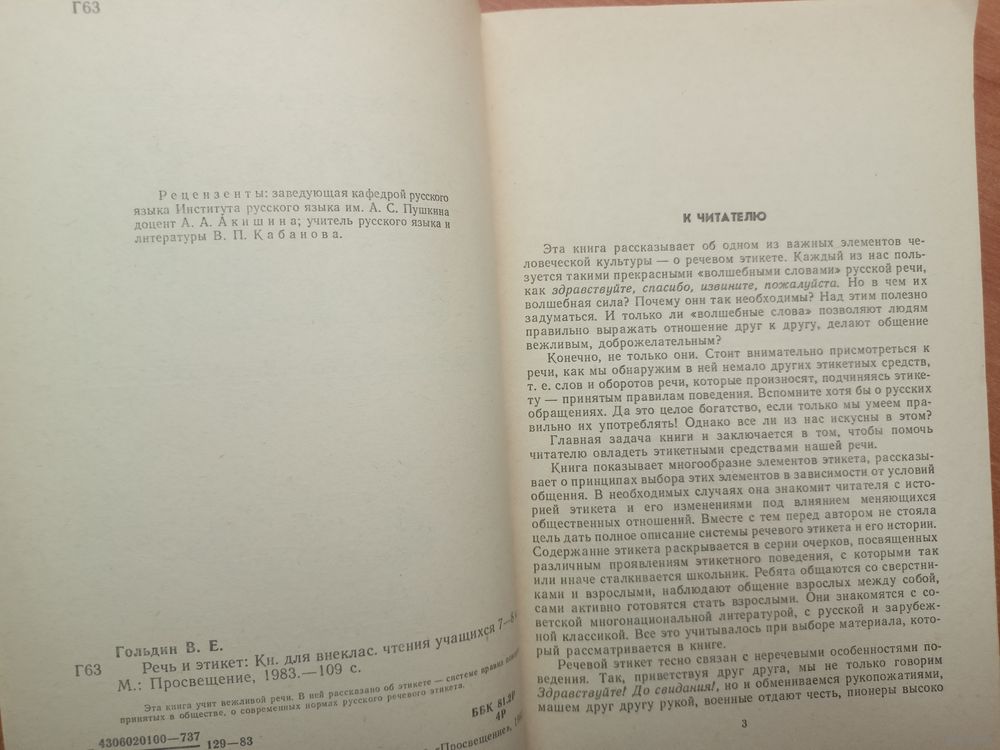 Г63
Рецензенты: заведующая кафедрой русского
языка Института русского языка им. А. С. Пушкина
доцент А. А. Акишина; учитель русского языка и
литературы В. П. Кабанова.
Гольдин В. Е.
Г63 Речь и этикет: Кн. для внеклас. чтения учащихся 7—8
М.: Просвещение, 1983.—109 с.
Эта книга учит вежливой речи. В ней рассказано об этикете — системе правил
принятых в обществе, о современных нормах русского речевого этикета.
4306020100—737
129—83
ББК 81.2Р
4Р
«Просвещение»,
К ЧИТАТЕЛЮ
Эта книга рассказывает об одном из важных элементов че-
ловеческой культуры — о речевом этикете. Каждый из нас поль-
зуется такими прекрасными «волшебными словами» русской речи,
как здравствуйте, спасибо, извините, пожалуйста. Но в чем их
волшебная сила? Почему они так необходимы? Над этим полезно
задуматься. И только ли «волшебные слова» позволяют людям
правильно выражать отношение друг к другу, делают общение
вежливым, доброжелательным?
Конечно, не только они. Стоит внимательно присмотреться к
речи, как мы обнаружим в ней немало других этикетных средств,
т. е. слов и оборотов речи, которые произносят, подчиняясь этике-
ту — принятым правилам поведения. Вспомните хотя бы о русских
обращениях. Да это целое богатство, если только мы умеем пра-
вильно их употреблять! Однако все ли из нас искусны в этом?
Главная задача книги и заключается в том, чтобы помочь
читателю овладеть этикетными средствами нашей речи.
Книга показывает многообразие элементов этикета, рассказы-
вает о принципах выбора этих элементов в зависимости от условий
общения. В необходимых случаях она знакомит читателя с исто-
рией этикета и его изменениями под влиянием меняющихся
общественных отношений. Вместе с тем перед автором не стояла
цель дать полное описание системы речевого этикета и его истории.
Содержание этикета раскрывается в серии очерков, посвященных
различным проявлениям этикетного поведения, с которыми так
или иначе сталкивается школьник. Ребята общаются со сверстни-
ками и взрослыми, наблюдают общение взрослых между собой,
сами активно готовятся стать взрослыми. Они знакомятся с со-
ветской многонациональной литературой, с русской и зарубеж-
ной классикой. Все это учитывалось при выборе материала, кото-
рый рассматривается в книге.
Речевой этикет тесно связан с неречевыми особенностями по-
ведения. Так, приветствуя друг друга, мы не только говорим
Здравствуйте! До свидания!, но и обмениваемся рукопожатиями,
машем друг другу рукой, военные отдают честь, пионеры высоко
3